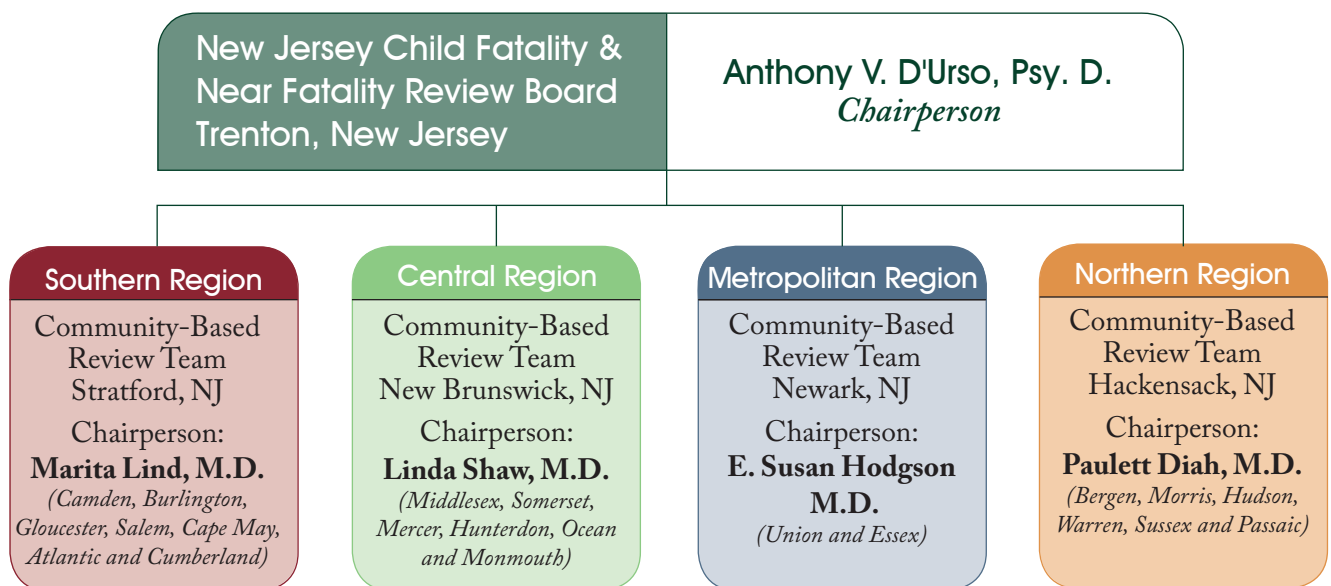 New Jersey Child Fatality &
Near Fatality Review Board
Trenton, New Jersey
Anthony V. D'Urso, Psy. D.
Chairperson
Southern Region
Community-Based
Review Team
Stratford, NJ
Chairperson:
Marita Lind, M.D.
(Camden, Burlington,
Gloucester, Salem, Cape May,
Atlantic and Cumberland)
Central Region
Community-Based
Review Team
New Brunswick, NJ
Chairperson:
Linda Shaw, M.D.
(Middlesex, Somerset,
Mercer, Hunterdon, Ocean
and Monmouth)
Metropolitan Region
Community-Based
Review Team
Newark, NJ
Chairperson:
E. Susan Hodgson
M.D.
(Union and Essex)
Northern Region
Community-Based
Review Team
Hackensack, NJ
Chairperson:
Paulett Diah, M.D.
(Bergen, Morris, Hudson,
Warren, Sussex and Passaic)